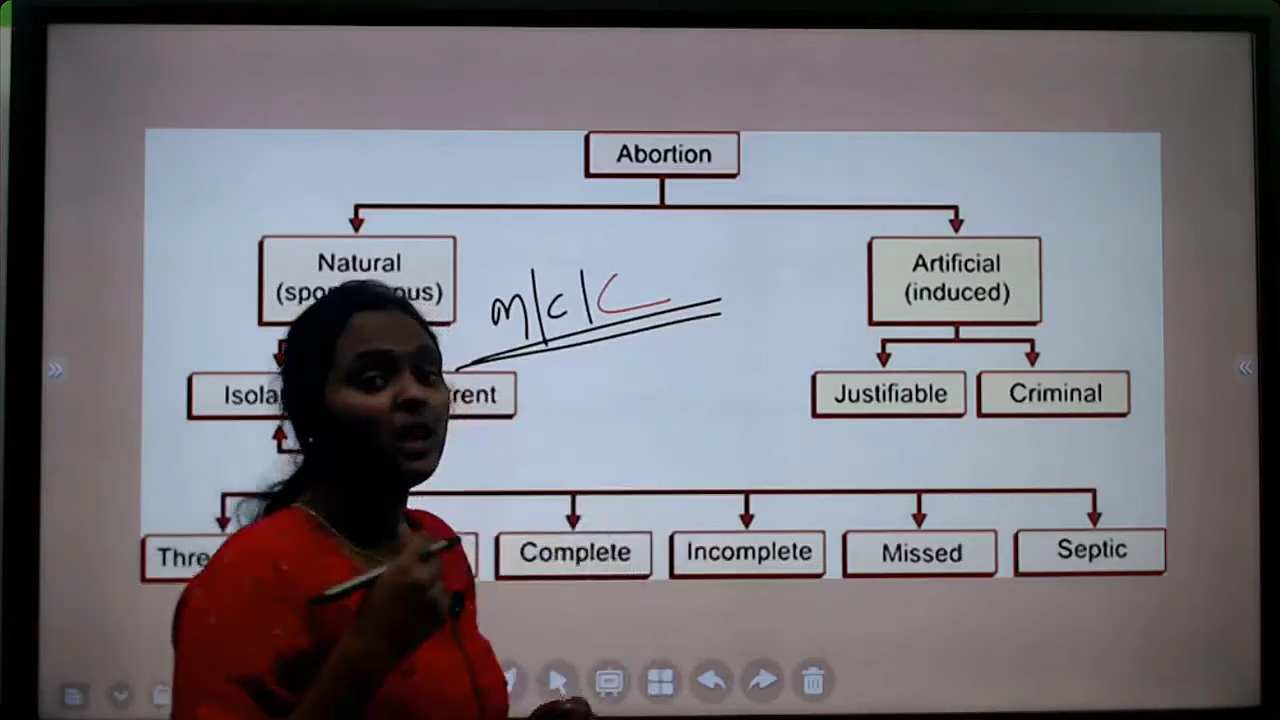 Abortion
Natural
Artificial
(induced)
m/c/C
Justifiable
Criminal
Complete
Incomplete
Missed
Septic